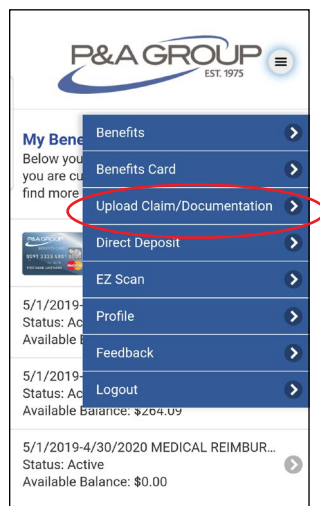 P&A GROUP
EST. 1975
My Bene
Below you
you are cu
find more
Benefits
Benefits Card
Upload Claim/Documentation
Direct Deposit
EZ Scan
Profile
Feedback
Logout
5/1/2019-
Status: Ac
Available B
5/1/2019-
Status: Ac
Available Balance: $264.09
5/1/2019-4/30/2020 MEDICAL REIMBUR...
Status: Active
Available Balance: $0.00